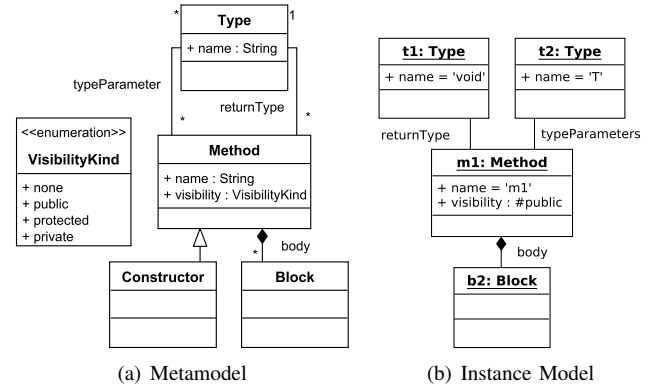 *
Type
1
+ name : String
typeParameter
returnType
*
*
<<enumeration>>
VisibilityKind
+ none
+ public
+ protected
+ private
Method
+ name : String
+ visibility : VisibilityKind
body
*
Constructor
Block
(a) Metamodel
t1: Type
+ name = 'void'
t2: Type
+ name = 'T'
returnType
typeParameters
m1: Method
+ name = 'm1'
+ visibility : #public
body
b2: Block
(b) Instance Model